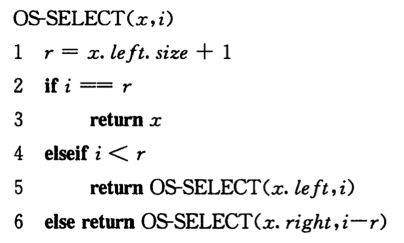 OS-SELECT(x,i)
1 r = x. left. size + 1
2 if i == r
3 return x
4 elseif i < r
5 return OS-SELECT(x. left,i)
6 else return OS-SELECT(x. right,i−r)